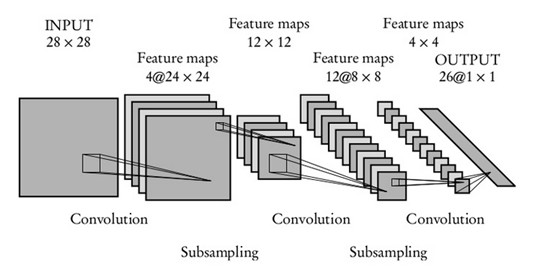 INPUT
28 × 28
Feature maps
4@24 × 24
Feature maps
12 × 12
Feature maps
12@8 × 8
Feature maps
4 × 4
OUTPUT
26@1 × 1
Convolution
Convolution
Convolution
Subsampling
Subsampling